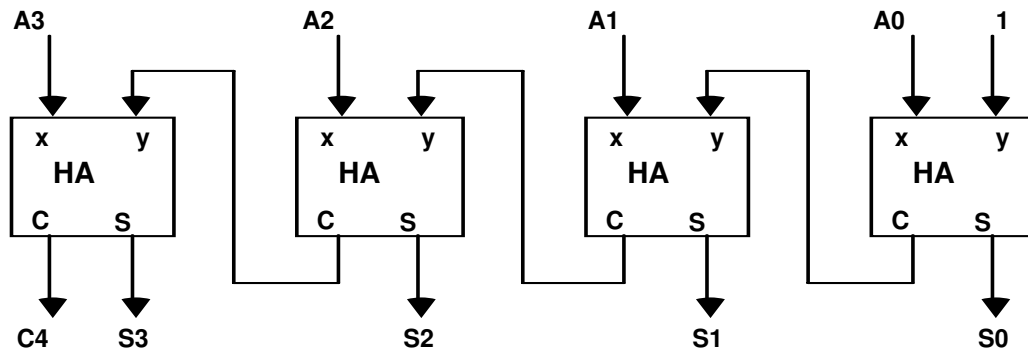 A3 A2 A1 A0 1
x y x y x y x y
HA HA HA HA
C S C S C S C S
C4 S3 S2 S1 S0